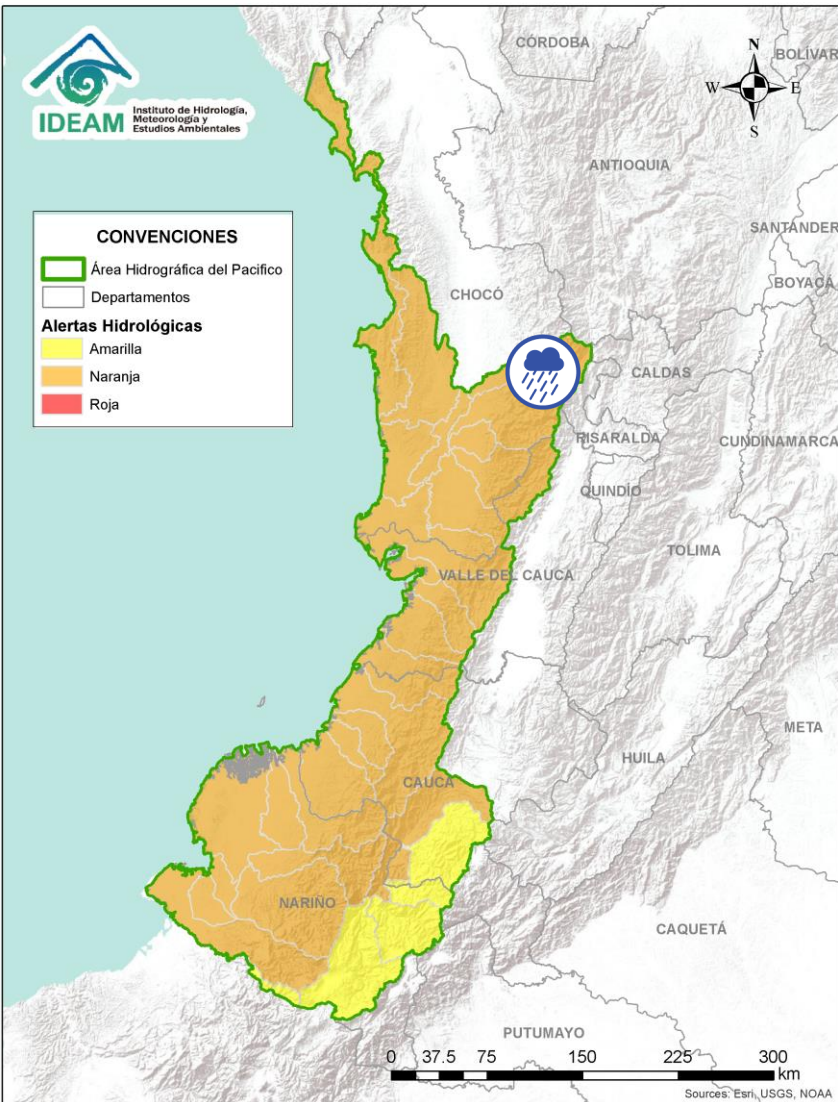 IDEAM
Instituto de Hidrología,
Meteorología y
Estudios Ambientales
N
W
E
S
CÓRDOBA
BOLIVAR
ANTIOQUIA
SANTANDER
BOYACÁ
CHOCÓ
CALDAS
RISARALDA
CUNDINAMARCA
QUINDÍO
TOLIMA
VALLE DEL CAUCA
META
HUILA
CAUCA
NARIÑO
CAQUETÁ
PUTUMAYO
CONVENCIONES
Área Hidrográfica del Pacifico
Departamentos
Alertas Hidrológicas
Amarilla
Naranja
Roja
0 37.5 75 150 225 300
km
Sources: Esri, USGS, NOAA